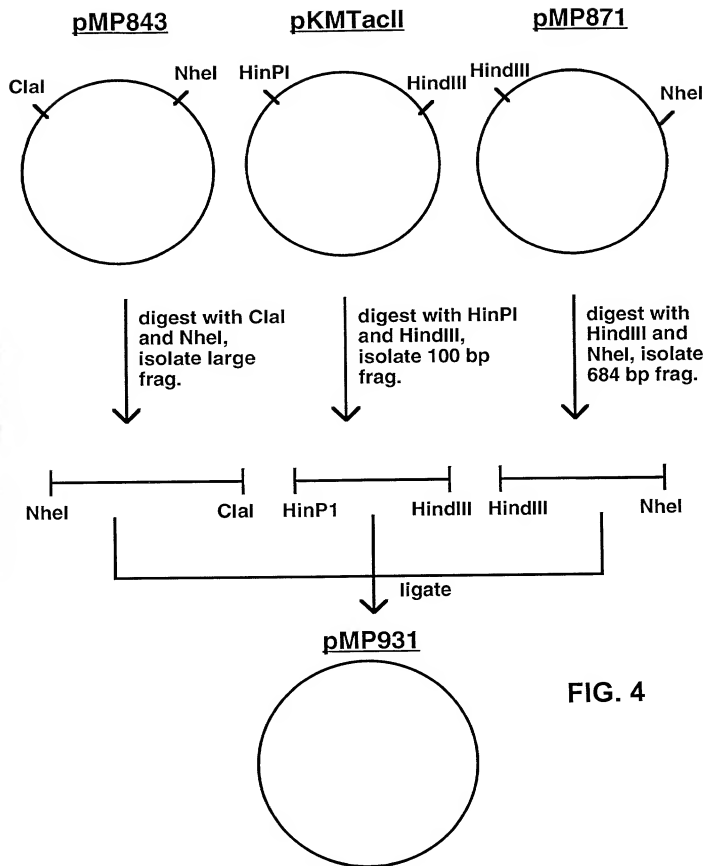 pMP843
pKMTacII
pMP871
ClaI
NheI
HinPI
HindIII
HindIII
NheI
digest with ClaI
and NheI,
isolate large
frag.
digest with HinPI
and HindIII,
isolate 100 bp
frag.
digest with
HindIII and
NheI, isolate
684 bp frag.
NheI
ClaI
HinP1
HindIII
HindIII
NheI
ligate
pMP931
FIG. 4